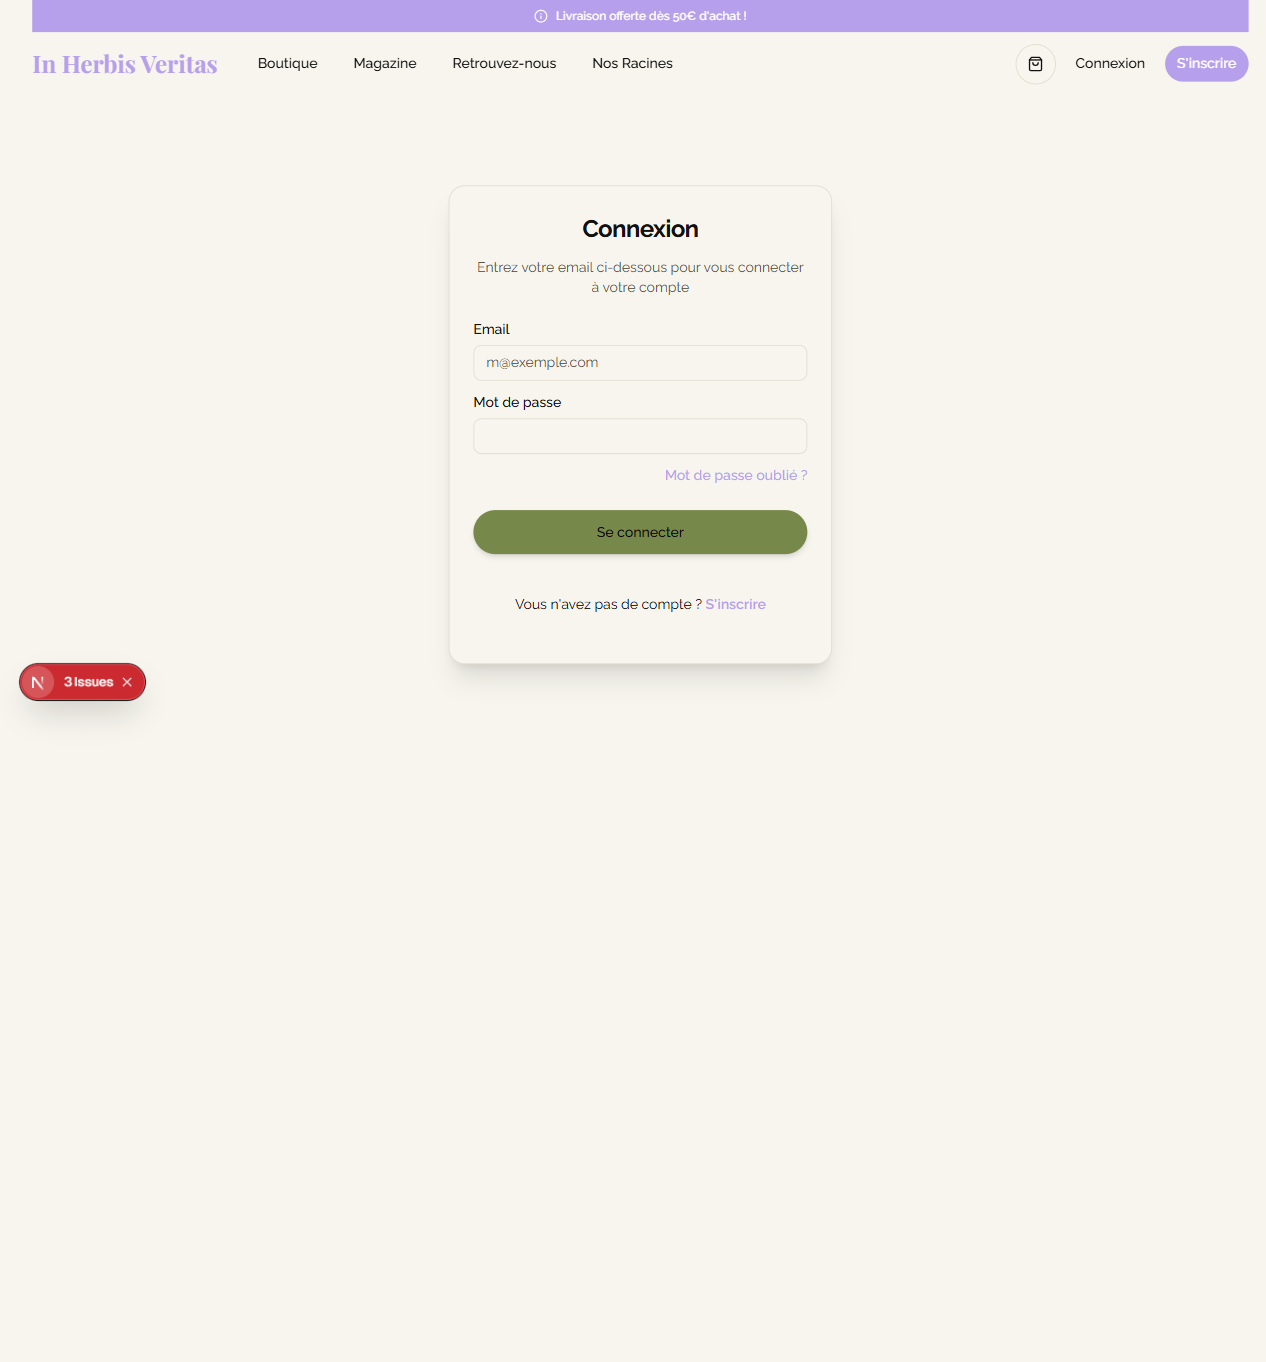 Livraison offerte dès 50€ d'achat !
In Herbis Veritas
Boutique
Magazine
Retrouvez-nous
Nos Racines
Connexion
S'inscrire
Connexion
Entrez votre email ci-dessous pour vous connecter
à votre compte
Email
m@exemple.com
Mot de passe
Mot de passe oublié ?
Se connecter
Vous n'avez pas de compte ? S'inscrire
N
3 Issues